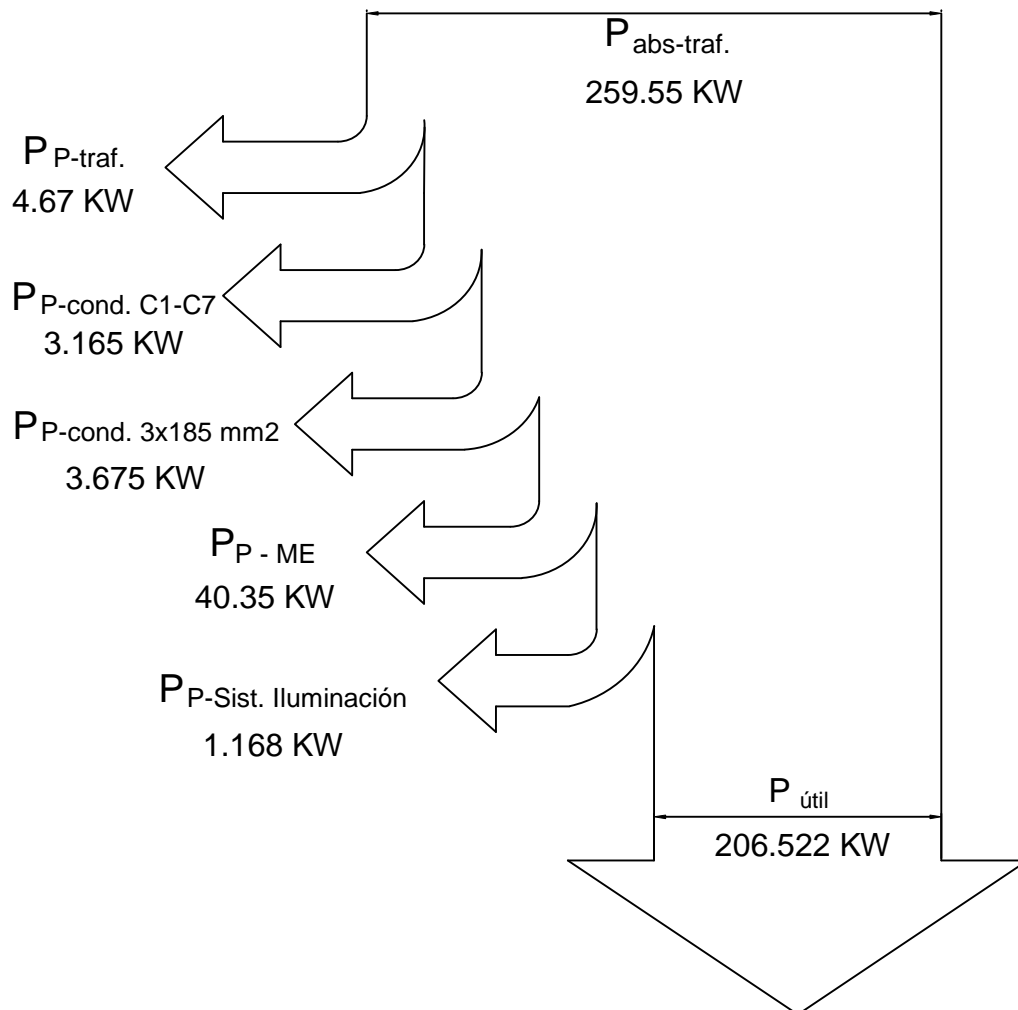 P abs-traf.
259.55 KW
P P-traf.
4.67 KW
P P-cond. C1-C7
3.165 KW
P P-cond. 3x185 mm2
3.675 KW
P P - ME
40.35 KW
P P-Sist. Iluminación
1.168 KW
P útil
206.522 KW